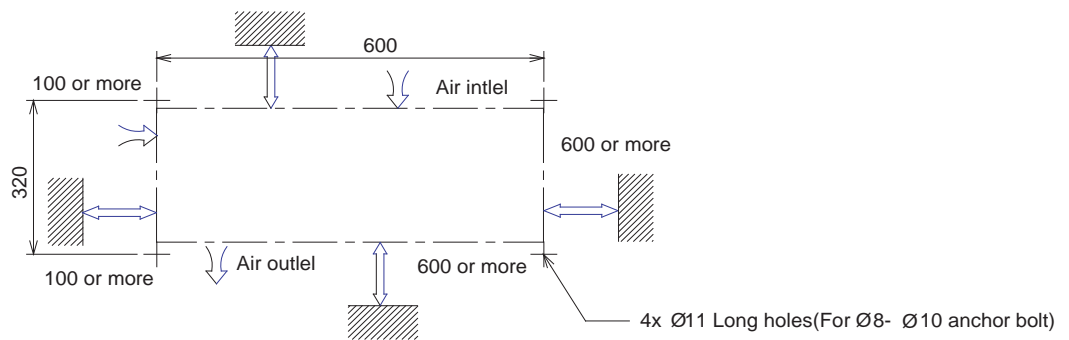 600
100 or more
Air intlel
600 or more
320
100 or more
Air outlel
600 or more
4x Ø11 Long holes(For Ø8- Ø10 anchor bolt)